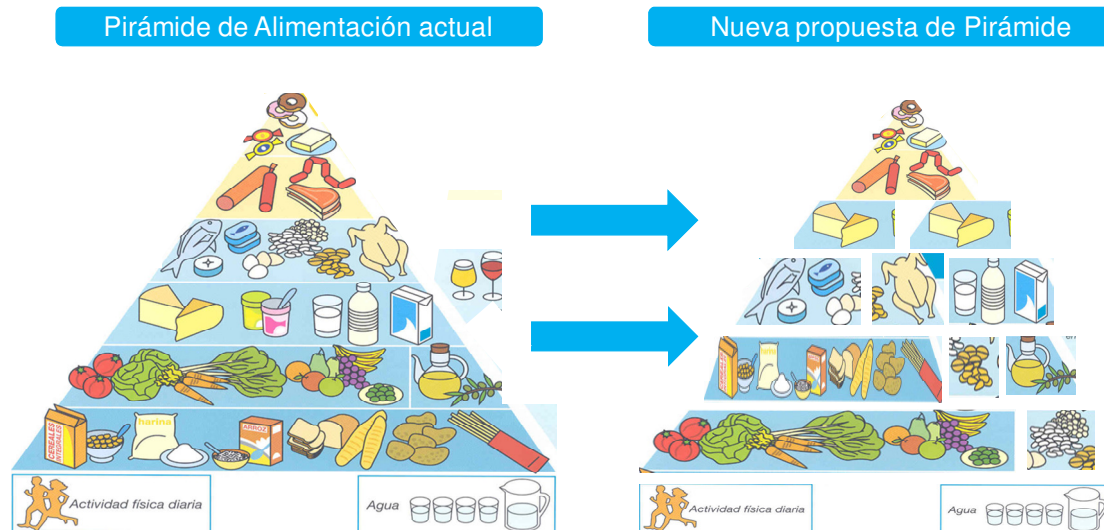 Pirámide de Alimentación actual
Nueva propuesta de Pirámide
harina
CEREALES
INTEGRALES
ARROZ
Actividad física diaria
Agua
Actividad física diaria
Agua